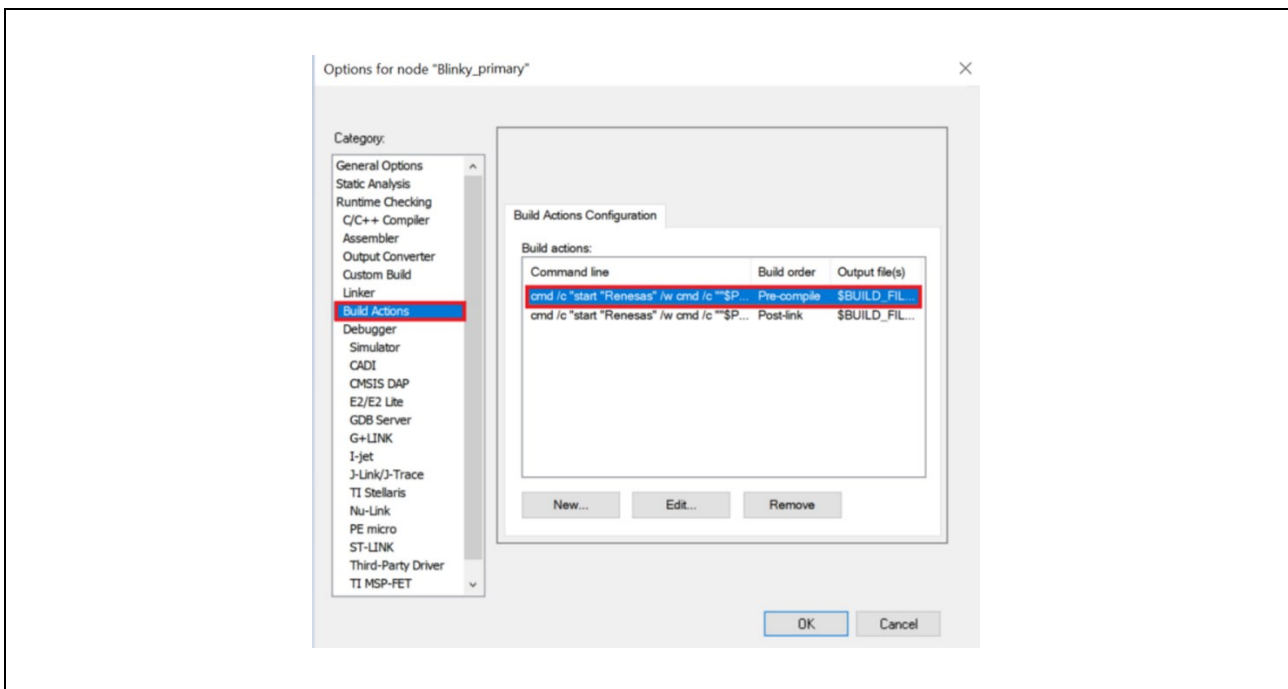 Options for node "Blinky_primary"
Category:
General Options
Static Analysis
Runtime Checking
C/C++ Compiler
Assembler
Output Converter
Custom Build
Linker
Build Actions
Debugger
Simulator
CADI
CMSIS DAP
E2/E2 Lite
GDB Server
G+LINK
I-jet
J-Link/J-Trace
TI Stellaris
Nu-Link
PE micro
ST-LINK
Third-Party Driver
TI MSP-FET
Build Actions Configuration
Build actions:
Command line Build order Output file(s)
cmd /c "start "Renesas" /w cmd /c ""$P... Pre-compile $BUILD_FIL...
cmd /c "start "Renesas" /w cmd /c ""$P... Post-link $BUILD_FIL...
New... Edit... Remove
OK Cancel